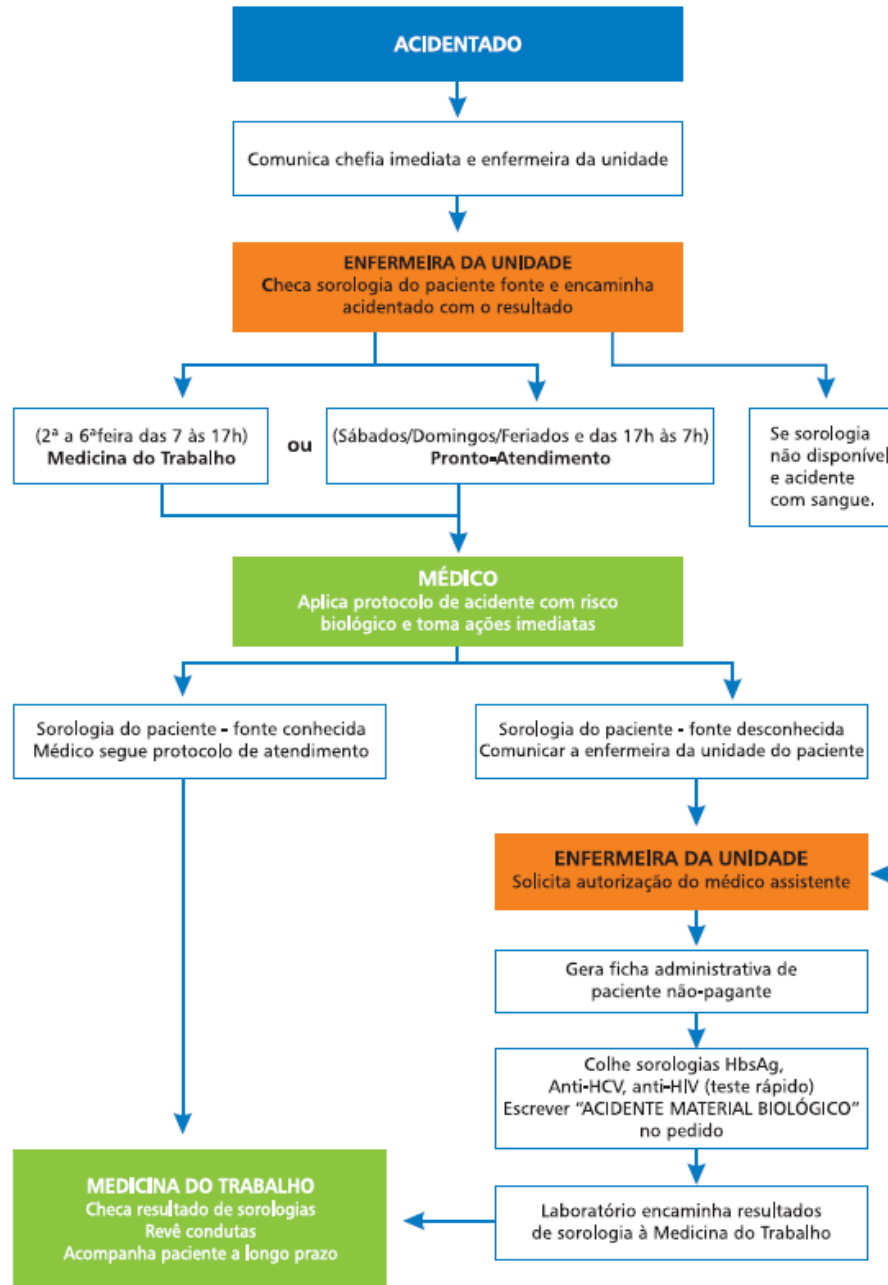 ACIDENTADO
Comunica chefia imediata e enfermeira da unidade
ENFERMEIRA DA UNIDADE
Checa sorologia do paciente fonte e encaminha
acidentado com o resultado
(2ª a 6ªfeira das 7 às 17h)
Medicina do Trabalho
ou
(Sábados/Domingos/Feriados e das 17h às 7h)
Pronto-Atendimento
Se sorologia
não disponível
e acidente
com sangue.
MÉDICO
Aplica protocolo de acidente com risco
biológico e toma ações imediatas
Sorologia do paciente - fonte conhecida
Médico segue protocolo de atendimento
Sorologia do paciente - fonte desconhecida
Comunicar a enfermeira da unidade do paciente
ENFERMEIRA DA UNIDADE
Solicita autorização do médico assistente
Gera ficha administrativa de
paciente não-pagante
Colhe sorologias HbsAg,
Anti-HCV, anti-HIV (teste rápido)
Escrever “ACIDENTE MATERIAL BIOLÓGICO”
no pedido
Laboratório encaminha resultados
de sorologia à Medicina do Trabalho
MEDICINA DO TRABALHO
Checa resultado de sorologias
Revê condutas
Acompanha paciente a longo prazo